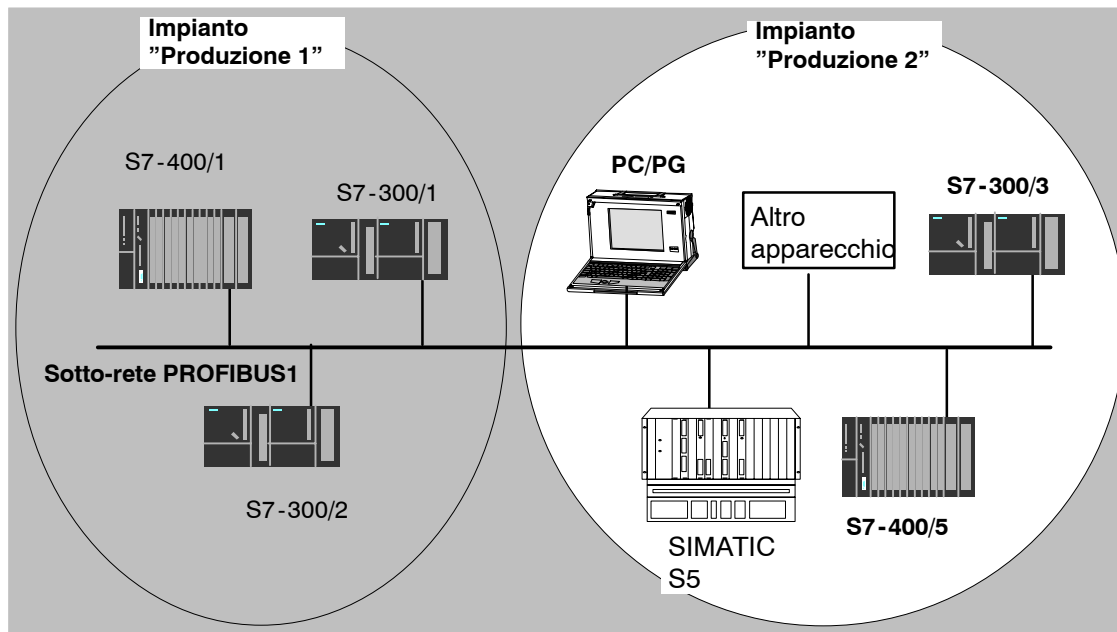 Impianto
”Produzione 1”
Impianto
”Produzione 2”
S7-400/1
S7-300/1
PC/PG
Altro
apparecchio
S7-300/3
Sotto-rete PROFIBUS1
S7-300/2
SIMATIC
S5
S7-400/5